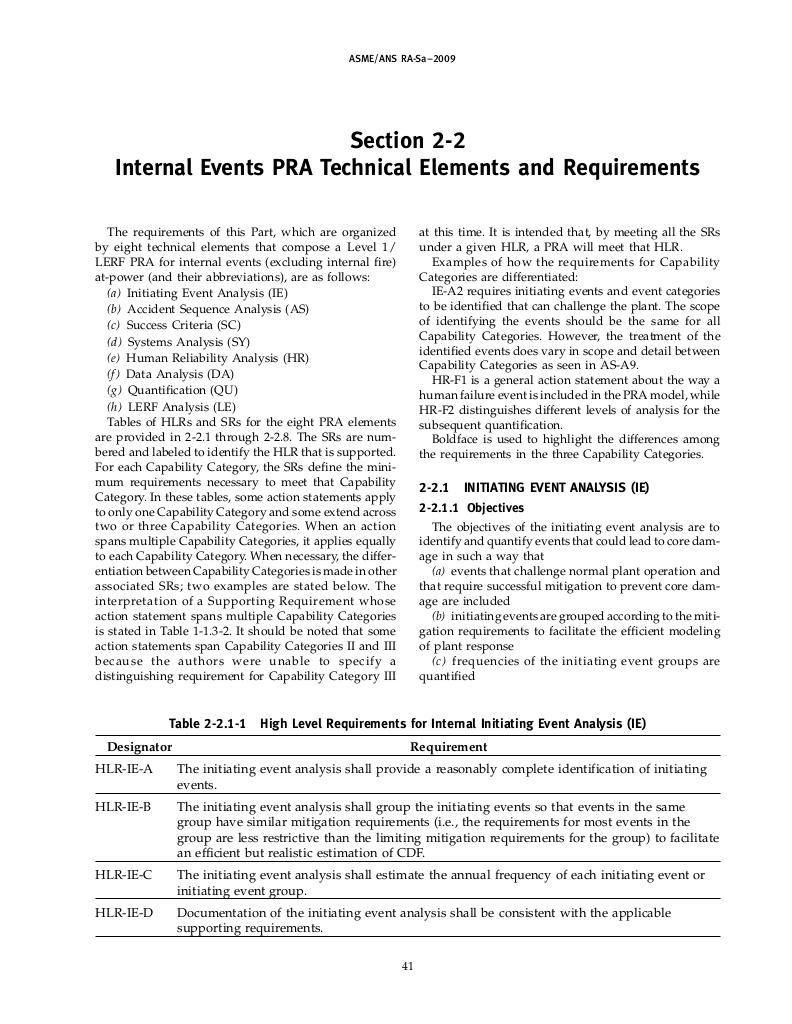 ASME/ANS RA-Sa–2009
Section 2-2
Internal Events PRA Technical Elements and Requirements
The requirements of this Part, which are organized
by eight technical elements that compose a Level 1/
LERF PRA for internal events (excluding internal fire)
at-power (and their abbreviations), are as follows:
(a) Initiating Event Analysis (IE)
(b) Accident Sequence Analysis (AS)
(c) Success Criteria (SC)
(d) Systems Analysis (SY)
(e) Human Reliability Analysis (HR)
(f) Data Analysis (DA)
(g) Quantification (QU)
(h) LERF Analysis (LE)
Tables of HLRs and SRs for the eight PRA elements
are provided in 2-2.1 through 2-2.8. The SRs are num-
bered and labeled to identify the HLR that is supported.
For each Capability Category, the SRs define the mini-
mum requirements necessary to meet that Capability
Category. In these tables, some action statements apply
to only one Capability Category and some extend across
two or three Capability Categories. When an action
spans multiple Capability Categories, it applies equally
to each Capability Category. When necessary, the differ-
entiation between Capability Categories is made in other
associated SRs; two examples are stated below. The
interpretation of a Supporting Requirement whose
action statement spans multiple Capability Categories
is stated in Table 1-1.3-2. It should be noted that some
action statements span Capability Categories II and III
because the authors were unable to specify a
distinguishing requirement for Capability Category III
at this time. It is intended that, by meeting all the SRs
under a given HLR, a PRA will meet that HLR.
Examples of how the requirements for Capability
Categories are differentiated:
IE-A2 requires initiating events and event categories
to be identified that can challenge the plant. The scope
of identifying the events should be the same for all
Capability Categories. However, the treatment of the
identified events does vary in scope and detail between
Capability Categories as seen in AS-A9.
HR-F1 is a general action statement about the way a
human failure event is included in the PRA model, while
HR-F2 distinguishes different levels of analysis for the
subsequent quantification.
Boldface is used to highlight the differences among
the requirements in the three Capability Categories.
2-2.1 INITIATING EVENT ANALYSIS (IE)
2-2.1.1 Objectives
The objectives of the initiating event analysis are to
identify and quantify events that could lead to core dam-
age in such a way that
(a) events that challenge normal plant operation and
that require successful mitigation to prevent core dam-
age are included
(b) initiating events are grouped according to the miti-
gation requirements to facilitate the efficient modeling
of plant response
(c) frequencies of the initiating event groups are
quantified
Table 2-2.1-1 High Level Requirements for Internal Initiating Event Analysis (IE)
Designator Requirement
HLR-IE-A The initiating event analysis shall provide a reasonably complete identification of initiating
events.
HLR-IE-B The initiating event analysis shall group the initiating events so that events in the same
group have similar mitigation requirements (i.e., the requirements for most events in the
group are less restrictive than the limiting mitigation requirements for the group) to facilitate
an efficient but realistic estimation of CDF.
HLR-IE-C The initiating event analysis shall estimate the annual frequency of each initiating event or
initiating event group.
HLR-IE-D Documentation of the initiating event analysis shall be consistent with the applicable
supporting requirements.
41